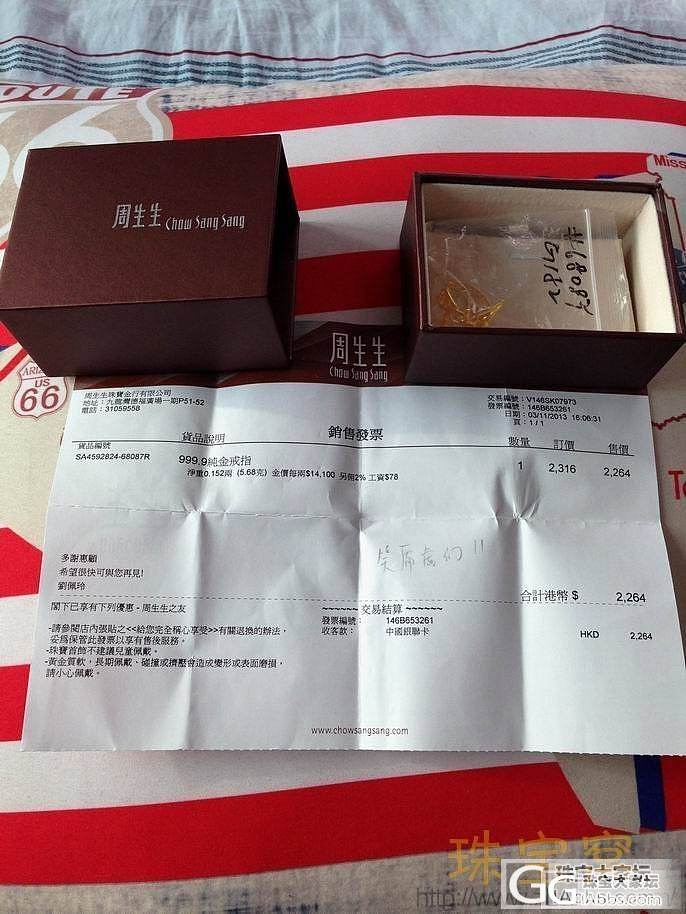 ROUTE
66
Miss
周生生 Chow Sang Sang
#68087
ARIZ
US
66
周生生
Chow Sang Sang
周生生珠寶金行有限公司
地址：九龍灣德福廣場一期P51-52
電話：31059558
交易編號：V146SK07973
發票編號：146B653261
日期：03/11/2013 18:06:31
頁：1 / 1
銷售發票
貨品編號 貨品說明 數量 訂價 售價
SA4592824-68087R 999.9純金戒指 1 2,316 2,264
淨重0.152兩 (5.68克) 金價每兩$14,100 另佣2% 工資$78
多謝惠顧
希望很快可與您再見!
劉佩玲
合計港幣 $ 2,264
閣下已享有下列優惠 - 周生生之友
~~~~~~ 交易結算 ~~~~~~
發票編號： 146B653261
收客款： 中國銀聯卡 HKD 2,264
-請參閱店內張貼之<<給您完全稱心享受>>有關退換的辦法，
妥為保管此發票以享有售後服務。
-珠寶首飾不建議兒童佩戴。
-黃金質軟，長期佩戴、碰撞或擠壓會造成變形或表面磨損，
請小心佩戴。
www.chowsangsang.com
http://w